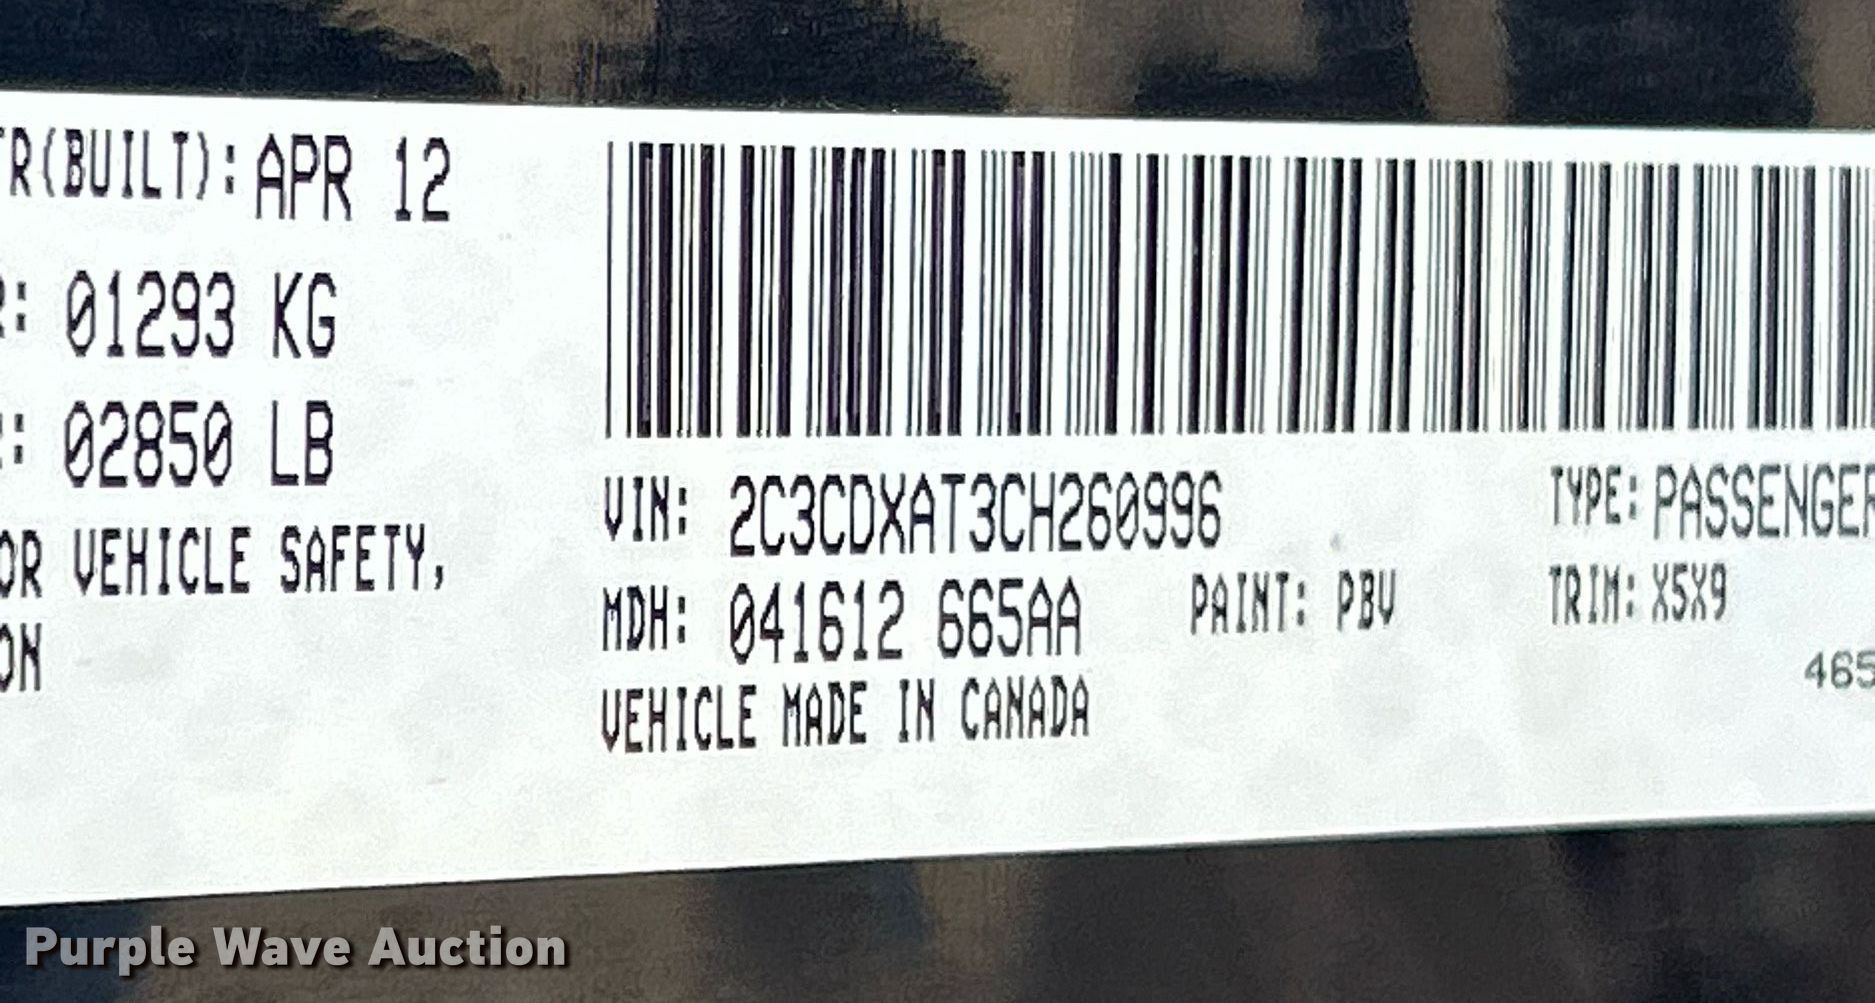 TR(BUILT): APR 12
R: 01293 KG
: 02850 LB
OR VEHICLE SAFETY,
ON
VIN: 2C3CDXAT3CH260996
TYPE: PASSENGER
MDH: 041612 665AA
PAINT: PBV
TRIM: X5X9
VEHICLE MADE IN CANADA
465
Purple Wave Auction